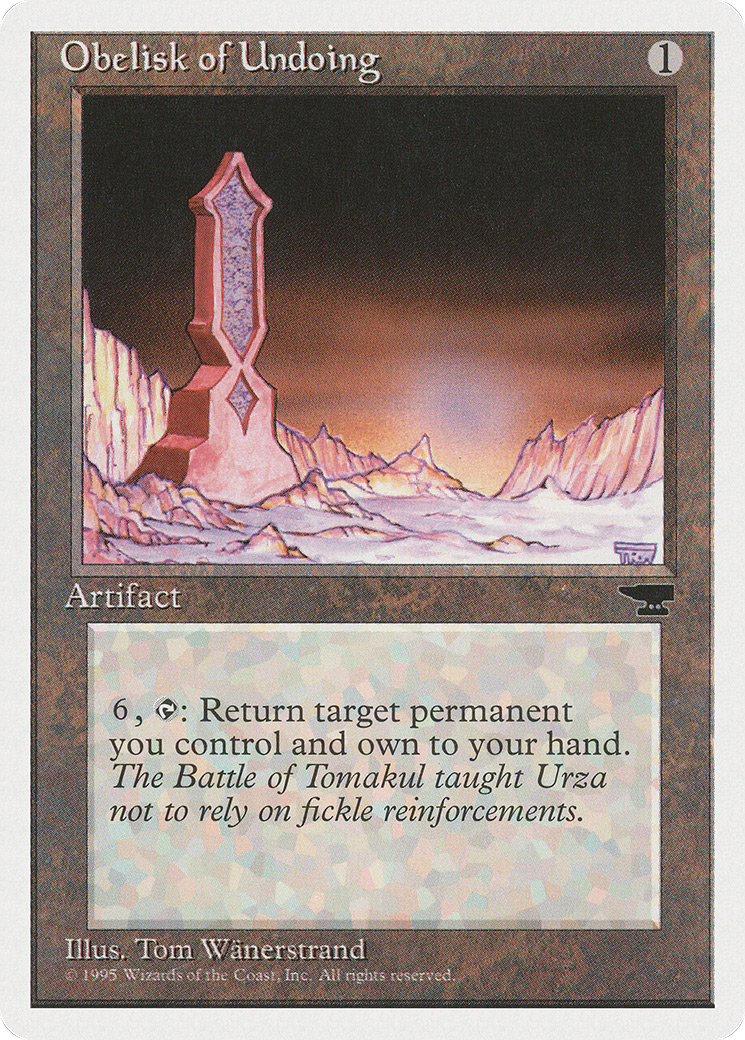 Obelisk of Undoing 1
Artifact
6, : Return target permanent
you control and own to your hand.
The Battle of Tomakul taught Urza
not to rely on fickle reinforcements.
Illus. Tom Wänerstrand
© 1995 Wizards of the Coast, Inc. All rights reserved.